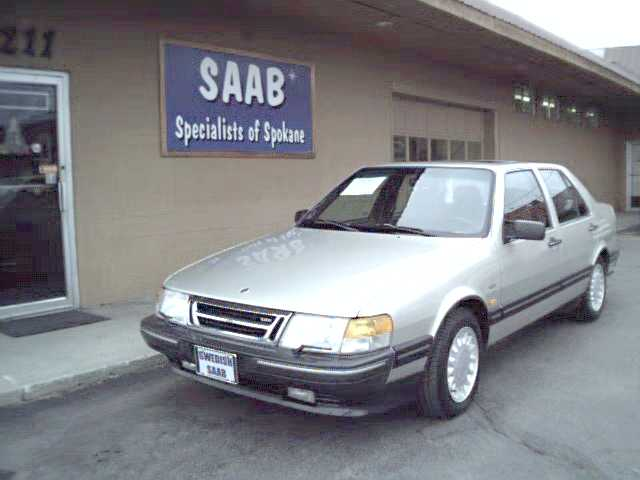 211
SAAB
Specialists of Spokane
SWEDISH
SAAB